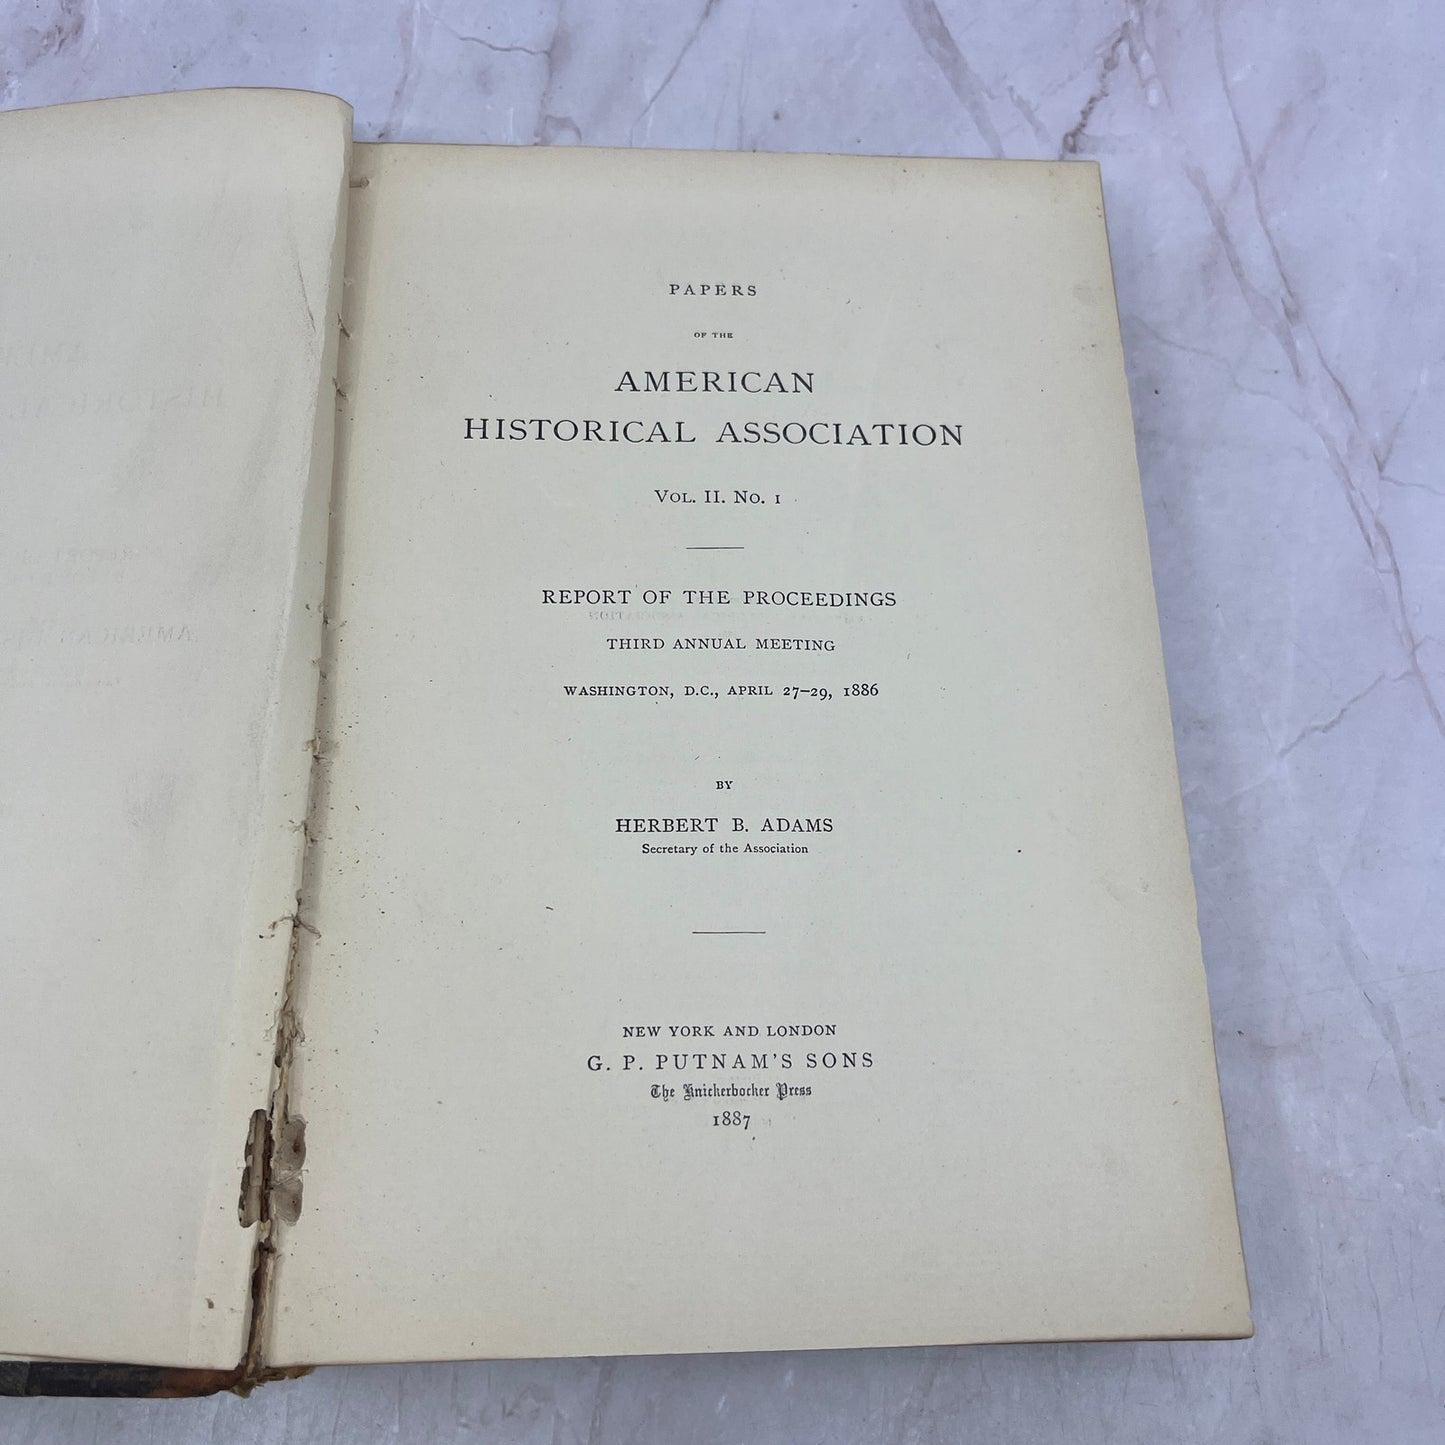 PAPERS
OF THE
AMERICAN
HISTORICAL ASSOCIATION
VOL. II. NO. 1
REPORT OF THE PROCEEDINGS
THIRD ANNUAL MEETING
WASHINGTON, D.C., APRIL 27–29, 1886
BY
HERBERT B. ADAMS
Secretary of the Association
NEW YORK AND LONDON
G. P. PUTNAM'S SONS
The Knickerbocker Press
1887